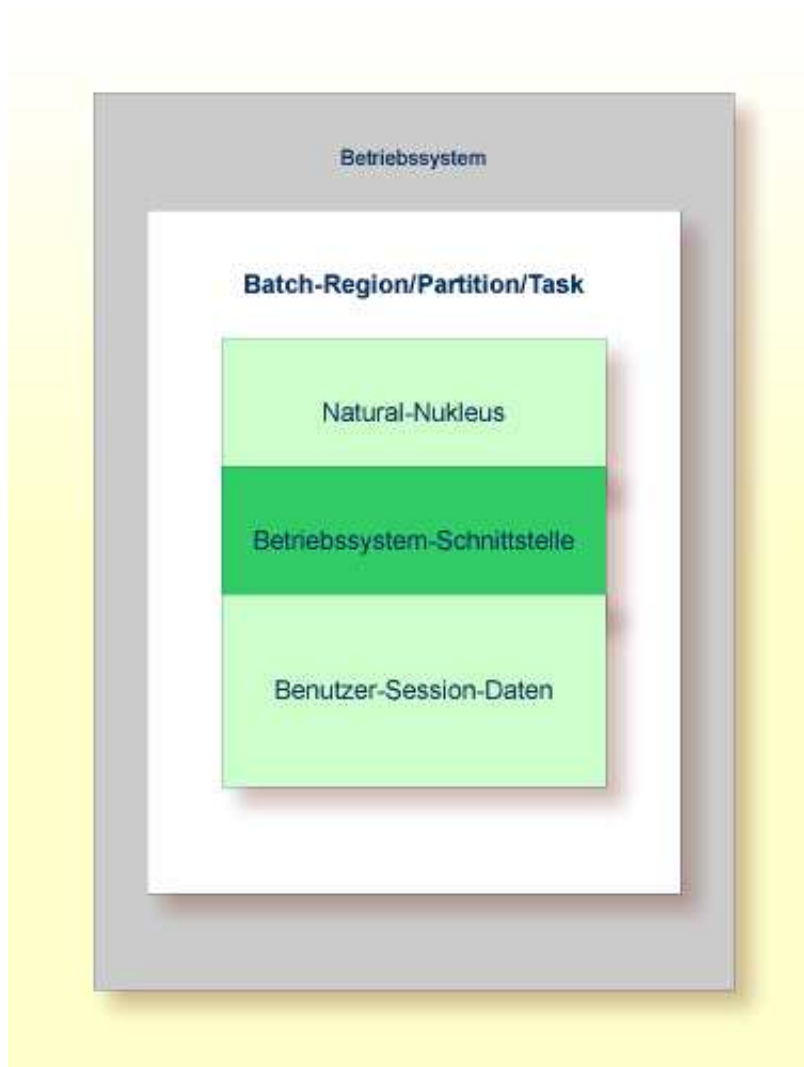 Betriebssystem
Batch-Region/Partition/Task
Natural-Nukleus
Betriebssystem-Schnittstelle
Benutzer-Session-Daten